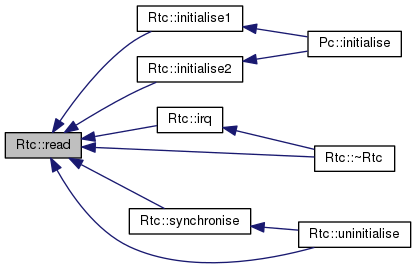 Rtc::initialise1
Pc::initialise
Rtc::initialise2
Rtc::irq
Rtc::read
Rtc::~Rtc
Rtc::synchronise
Rtc::uninitialise